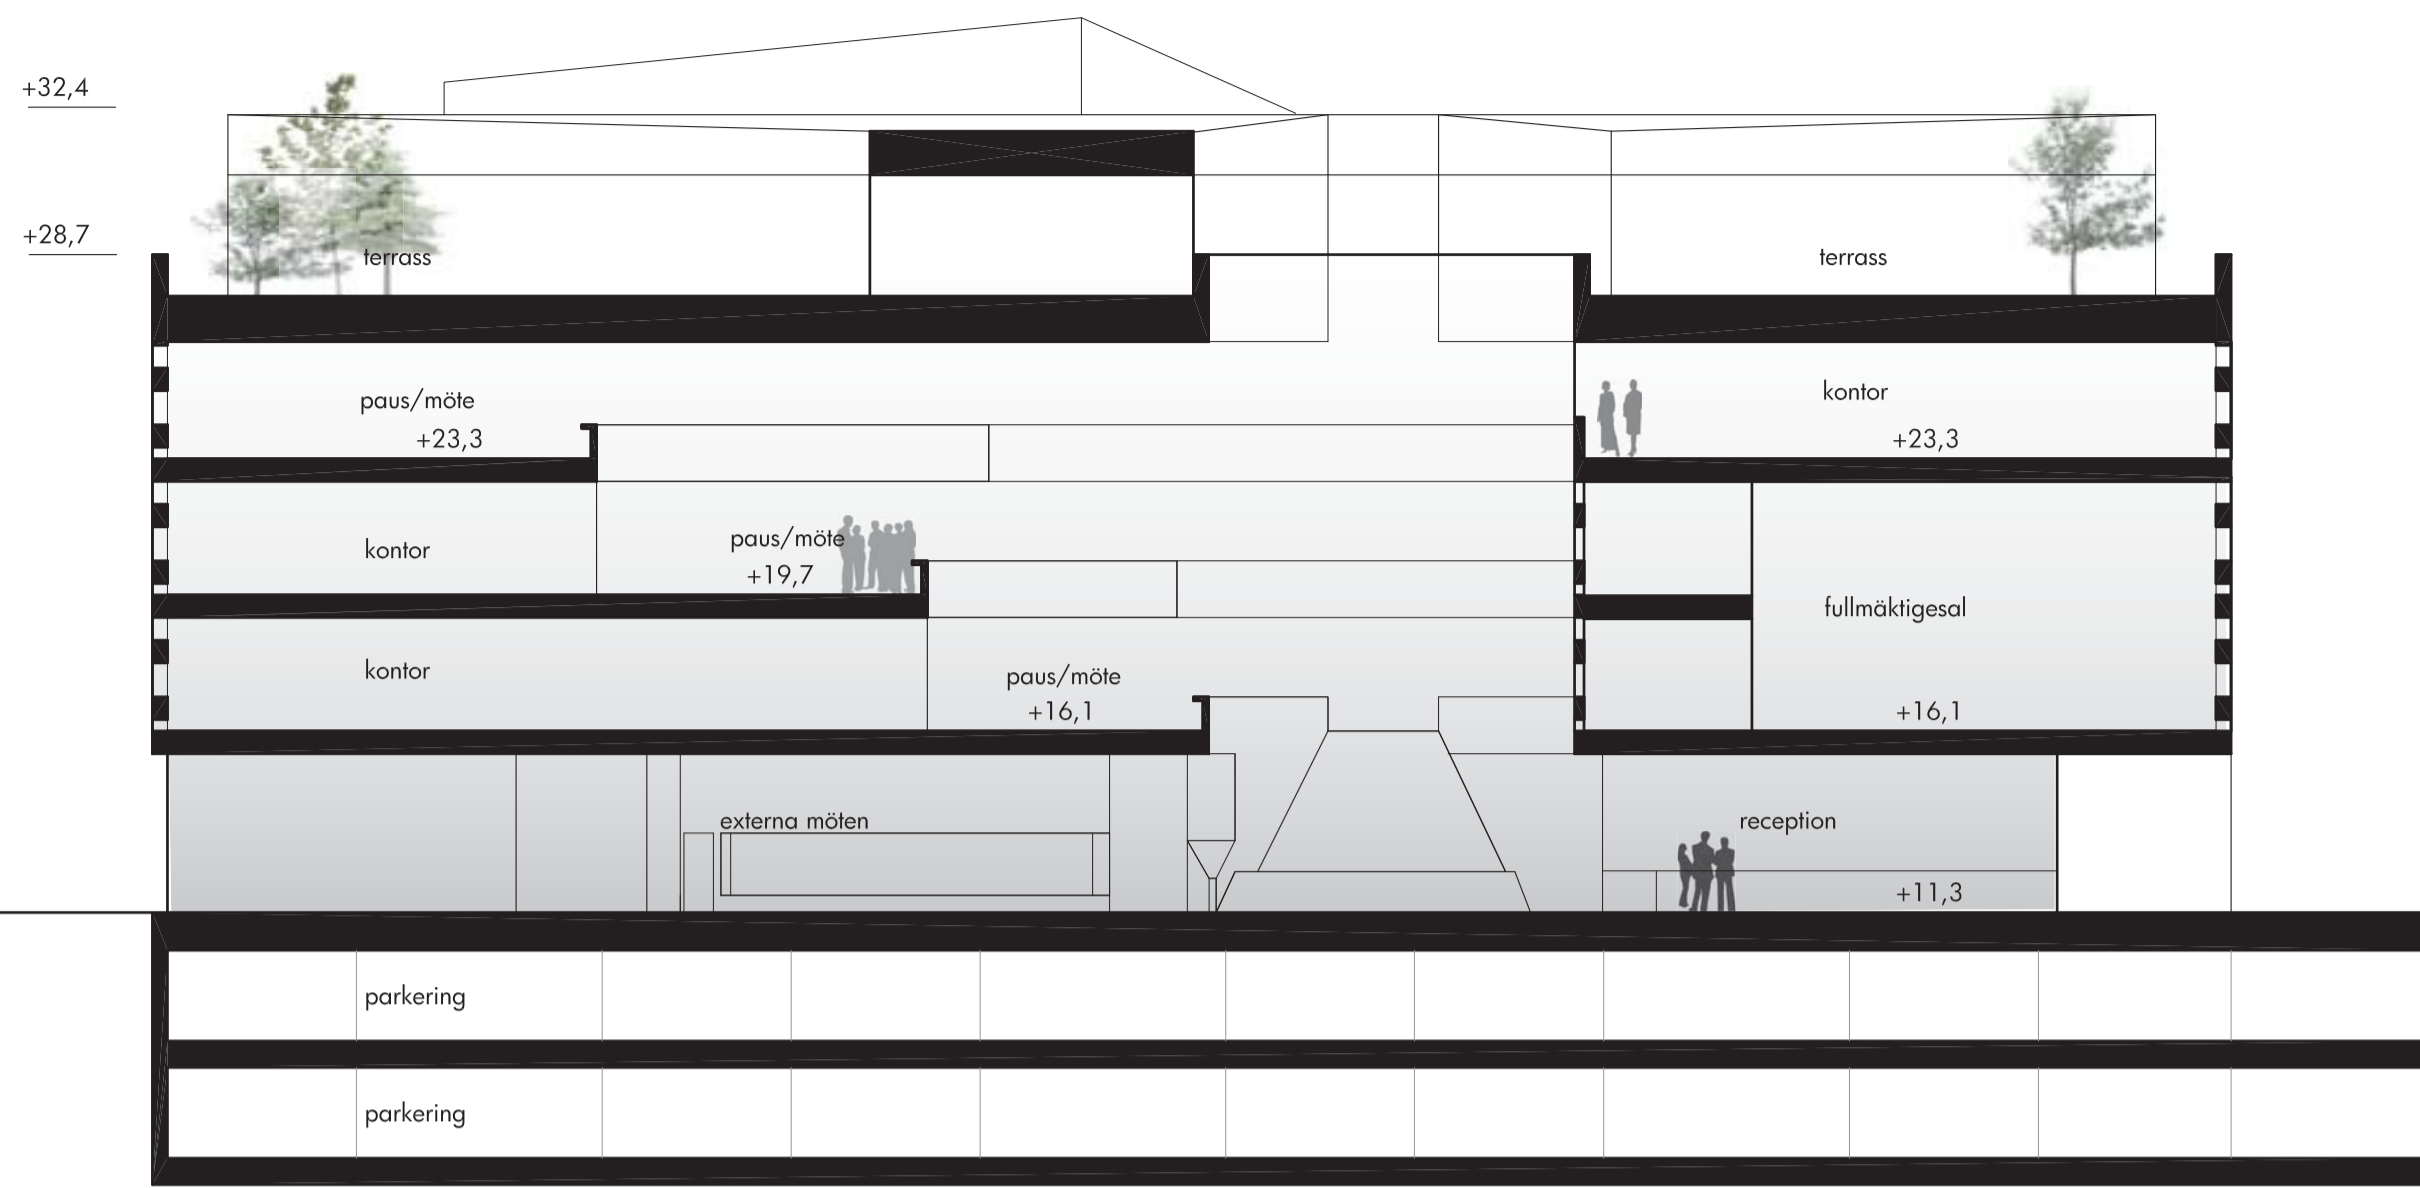 +32,4
+28,7
terrass
terrass
paus/möte
+23,3
kontor
+23,3
kontor
paus/möte
+19,7
fullmäktigesal
kontor
paus/möte
+16,1
+16,1
externa möten
reception
+11,3
parkering
parkering